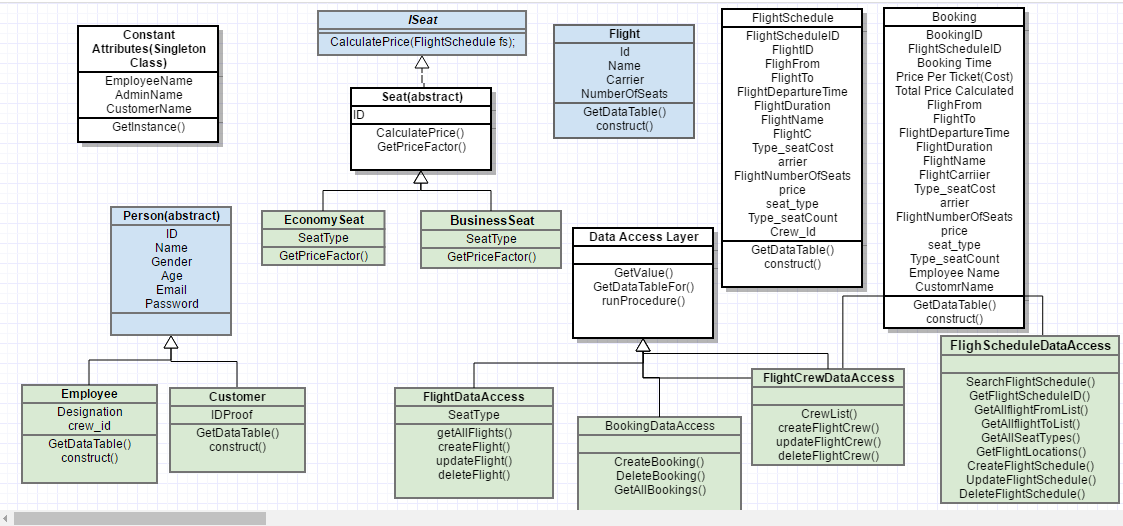 Constant
Attributes(Singleton
Class)
EmployeeName
AdminName
CustomerName
GetInstance()
ISeat
CalculatePrice(FlightSchedule fs);
Seat(abstract)
ID
CalculatePrice()
GetPriceFactor()
Flight
Id
Name
Carrier
NumberOfSeats
GetDataTable()
construct()
FlightSchedule
FlightScheduleID
FlightID
FlighFrom
FlightTo
FlightDepartureTime
FlightDuration
FlightName
FlightC
Type_seatCost
arrier
FlightNumberOfSeats
price
seat_type
Type_seatCount
Crew_Id
GetDataTable()
construct()
Booking
BookingID
FlightScheduleID
Booking Time
Price Per Ticket(Cost)
Total Price Calculated
FlighFrom
FlightTo
FlightDepartureTime
FlightDuration
FlightName
FlightCarriier
Type_seatCost
arrier
FlightNumberOfSeats
price
seat_type
Type_seatCount
Employee Name
CustomrName
GetDataTable()
construct()
Person(abstract)
ID
Name
Gender
Age
Email
Password
EconomySeat
SeatType
GetPriceFactor()
BusinessSeat
SeatType
GetPriceFactor()
Data Access Layer
GetValue()
GetDataTableFor()
runProcedure()
Employee
Designation
crew_id
GetDataTable()
construct()
Customer
IDProof
GetDataTable()
construct()
FlightDataAccess
SeatType
getAllFlights()
createFlight()
updateFlight()
deleteFlight()
BookingDataAccess
CreateBooking()
DeleteBooking()
GetAllBookings()
FlightCrewDataAccess
CrewList()
createFlightCrew()
updateFlightCrew()
deleteFlightCrew()
FlighScheduleDataAccess
SearchFlightSchedule()
GetFlightScheduleID()
GetAllflightFromList()
GetAllflightToList()
GetAllSeatTypes()
GetFlightLocations()
CreateFlightSchedule()
UpdateFlightSchedule()
DeleteFlightSchedule()